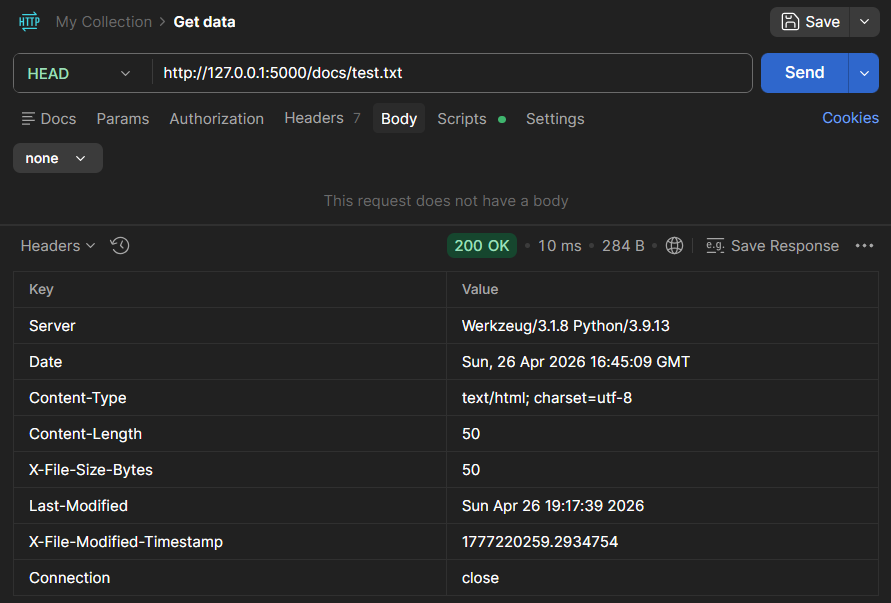 HTTP My Collection > Get data Save
HEAD http://127.0.0.1:5000/docs/test.txt Send
Docs Params Authorization Headers 7 Body Scripts Settings Cookies
none
This request does not have a body
Headers 200 OK • 10 ms • 284 B • e.g. Save Response
Key Value
Server Werkzeug/3.1.8 Python/3.9.13
Date Sun, 26 Apr 2026 16:45:09 GMT
Content-Type text/html; charset=utf-8
Content-Length 50
X-File-Size-Bytes 50
Last-Modified Sun Apr 26 19:17:39 2026
X-File-Modified-Timestamp 1777220259.2934754
Connection close